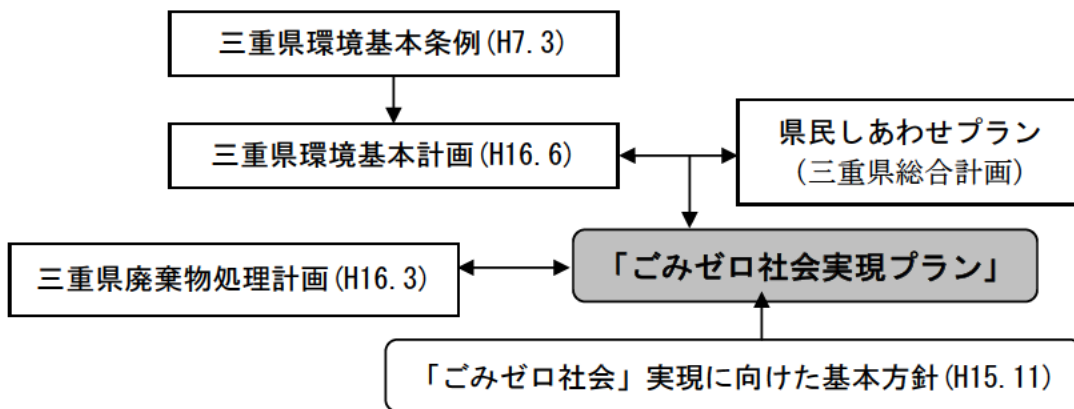 三重県環境基本条例(H7.3)
三重県環境基本計画(H16.6)
県民しあわせプラン
(三重県総合計画)
三重県廃棄物処理計画(H16.3)
「ごみゼロ社会実現プラン」
「ごみゼロ社会」実現に向けた基本方針(H15.11)